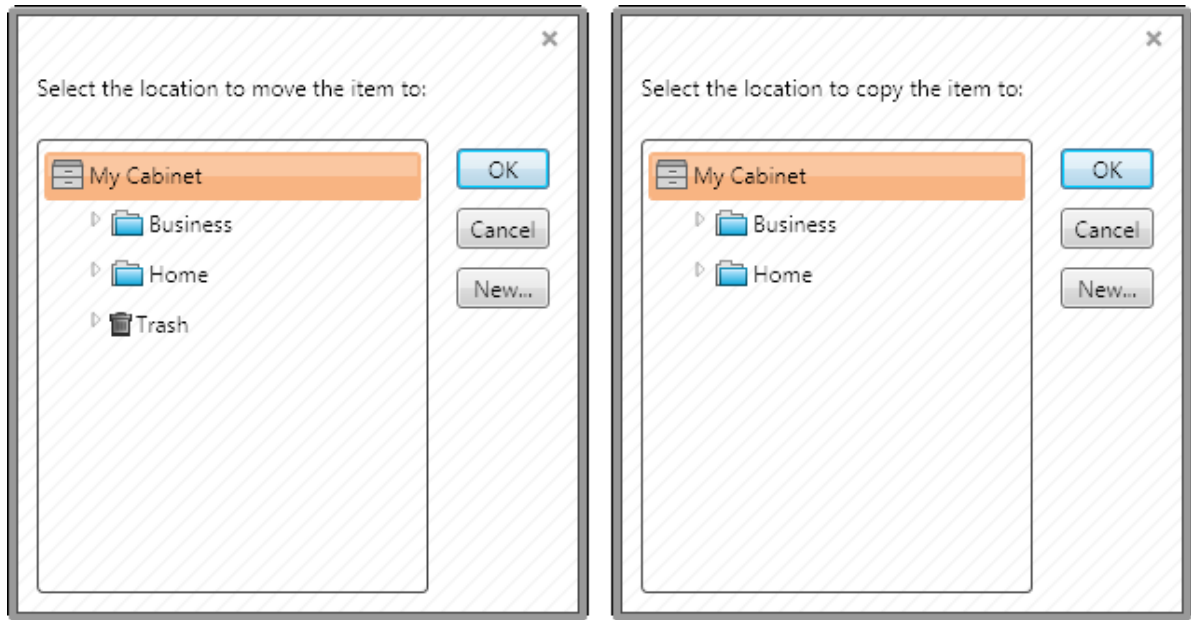 Select the location to move the item to:
My Cabinet
Business
Home
Trash
OK
Cancel
New...
Select the location to copy the item to:
My Cabinet
Business
Home
OK
Cancel
New...